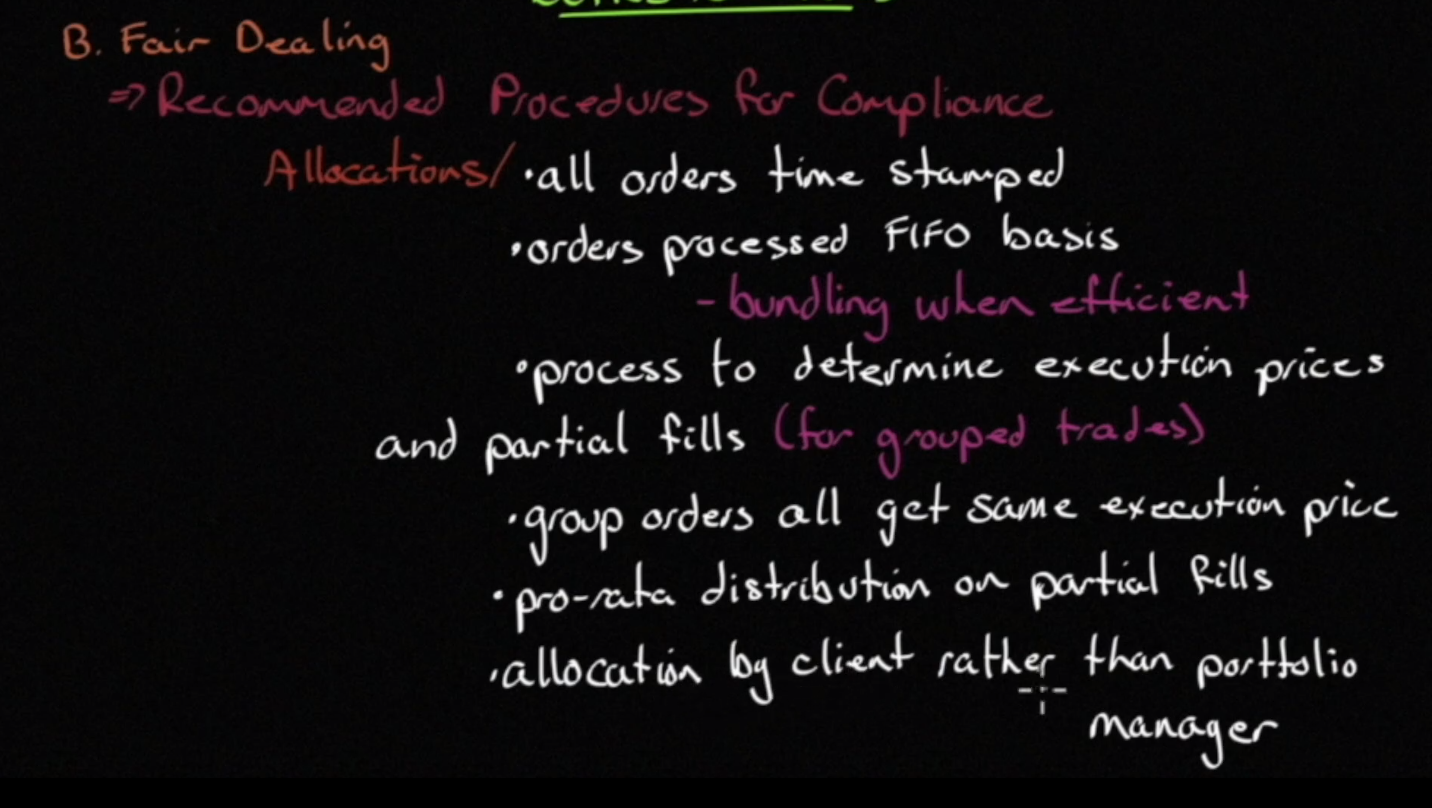 B. Fair Dealing
⇒ Recommended Procedures for Compliance
Allocations/ • all orders time stamped
• orders processed FIFO basis
- bundling when efficient
• process to determine execution prices
and partial fills (for grouped trades)
• group orders all get same execution price
• pro-rata distribution on partial fills
• allocation by client rather than portfolio
manager